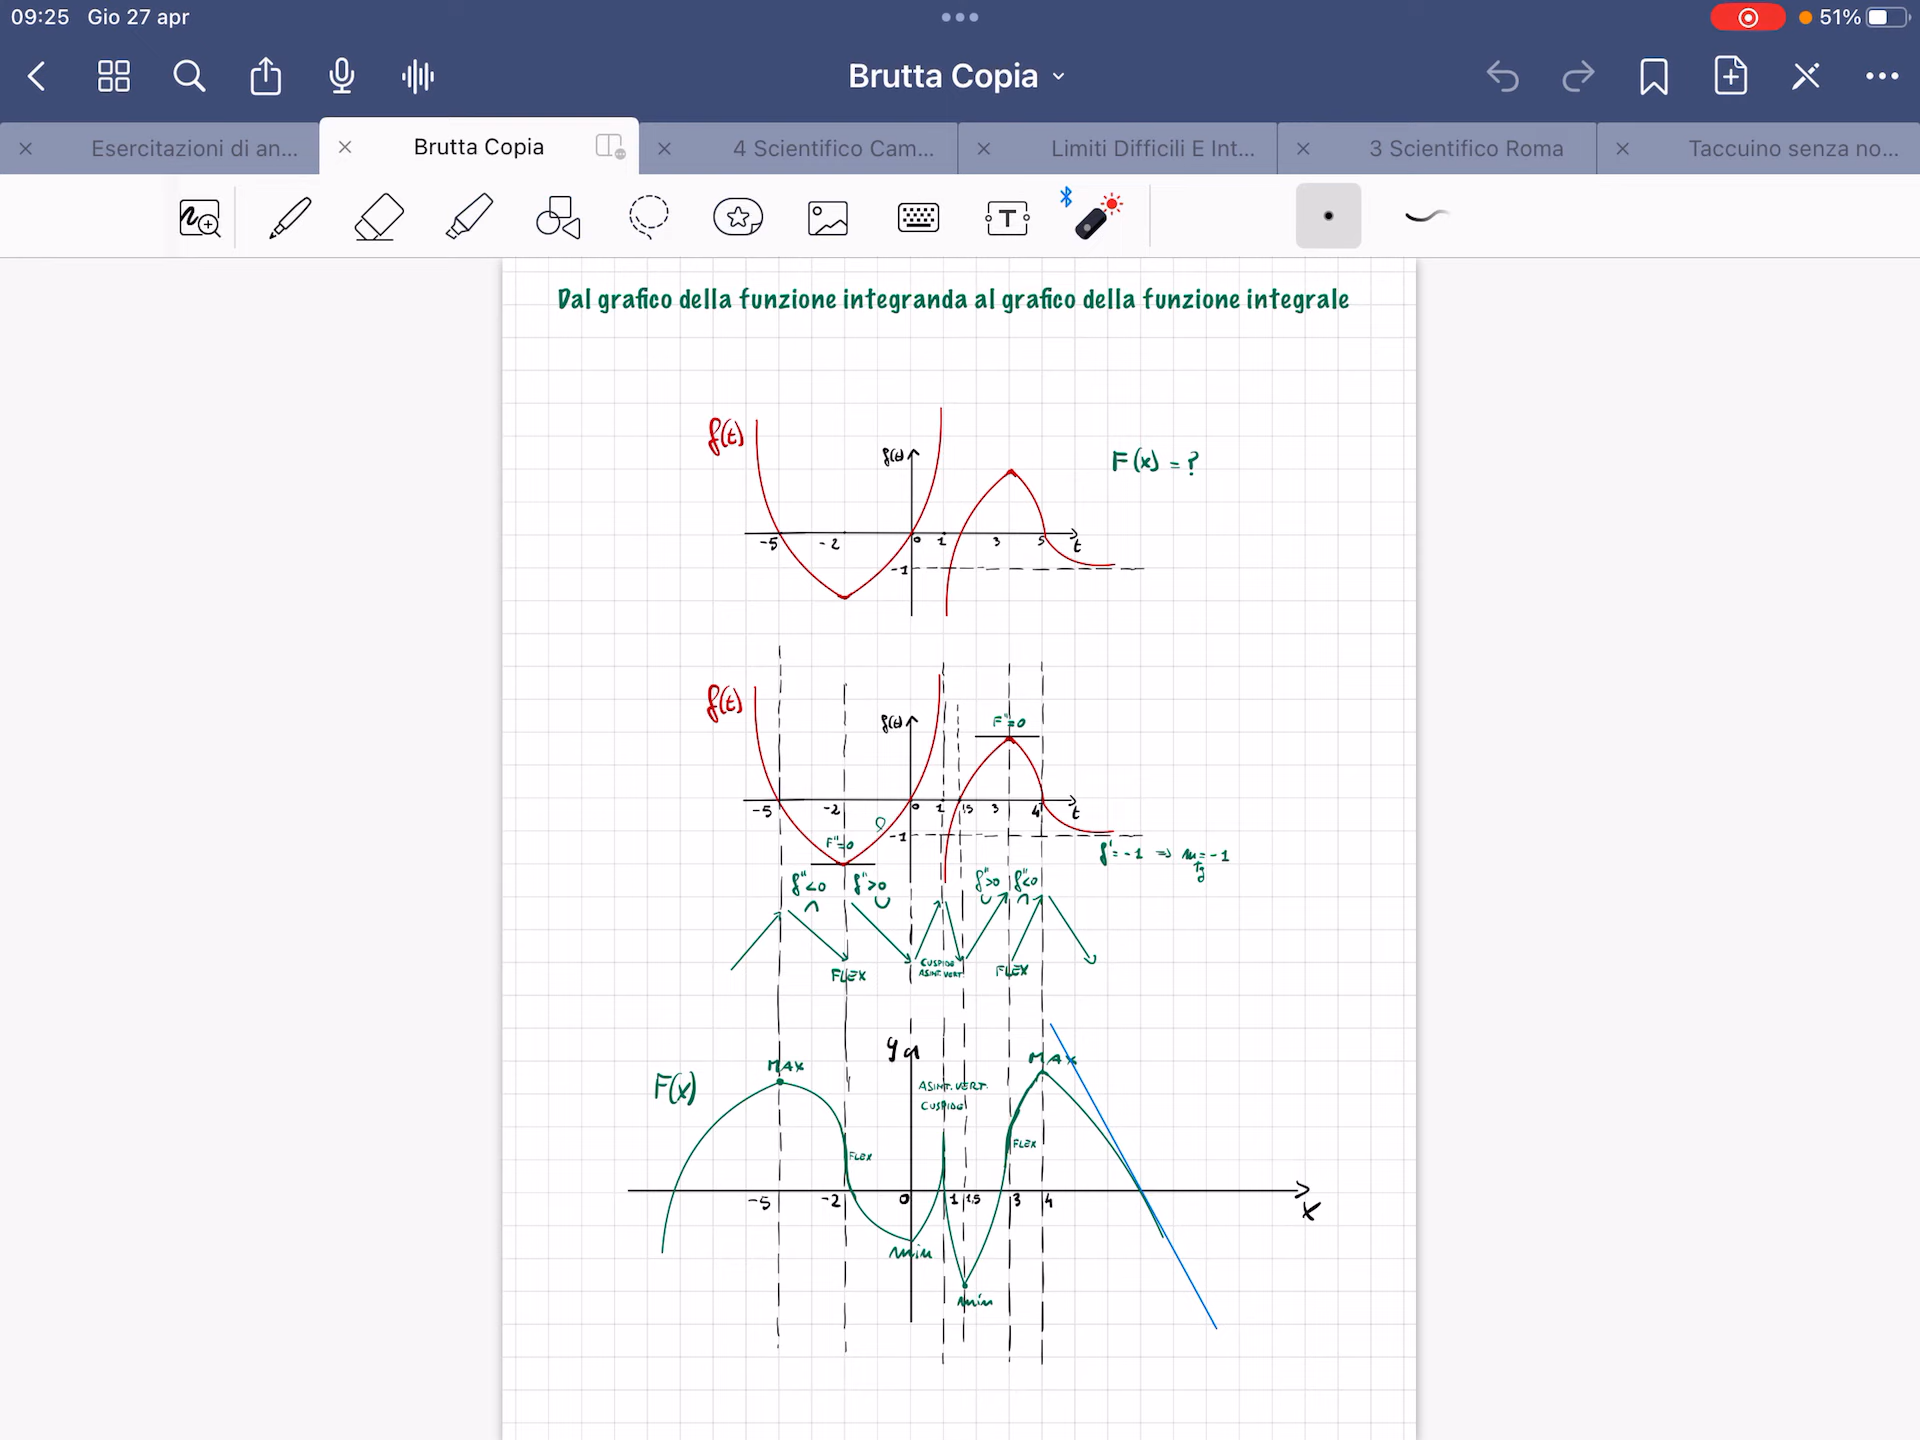 09:25 Gio 27 apr
51%
Brutta Copia
Esercitazioni di an...
Brutta Copia
4 Scientifico Cam...
Limiti Difficili E Int...
3 Scientifico Roma
Taccuino senza no...
T
Dal grafico della funzione integranda al grafico della funzione integrale
f(t)
f(t)
F(x) = ?
-5 -2 0 1 3 5 t
-1
f(t)
f(t)
F''=0
-5 -2 0 1 1,5 3 4 t
-1
F''=0
f'=-1 ⇒ m=-1
tg
f''<0 f''>0 f''>0 f''<0
FLEX
CUSPIDE
ASINT. VERT.
FLEX
y
MAX
MAX
F(x)
ASINT. VERT.
CUSPIDE
FLEX
FLEX
-5 -2 0 1 1,5 3 4
x
min
min